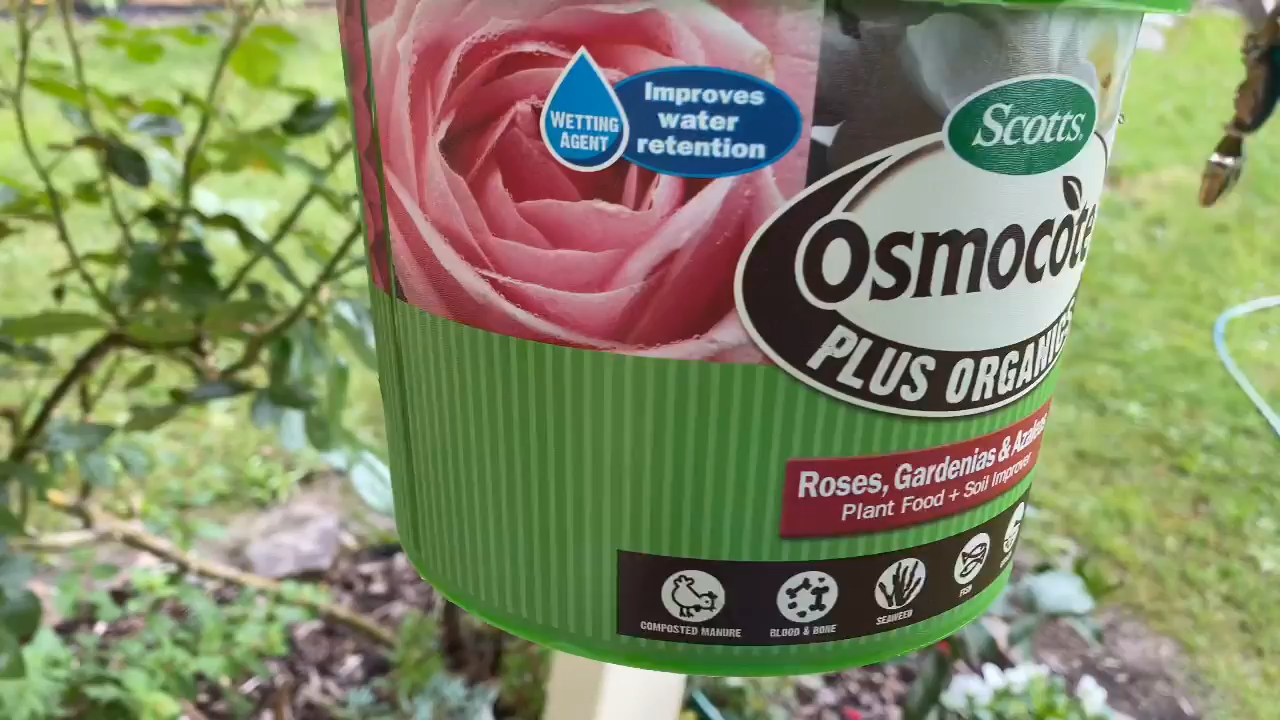 WETTING
AGENT
Improves
water
retention
Scotts
Osmocote
PLUS ORGANICS
Roses, Gardenias & Azaleas
Plant Food + Soil Improver
COMPOSTED MANURE
BLOOD & BONE
SEAWEED
FISH